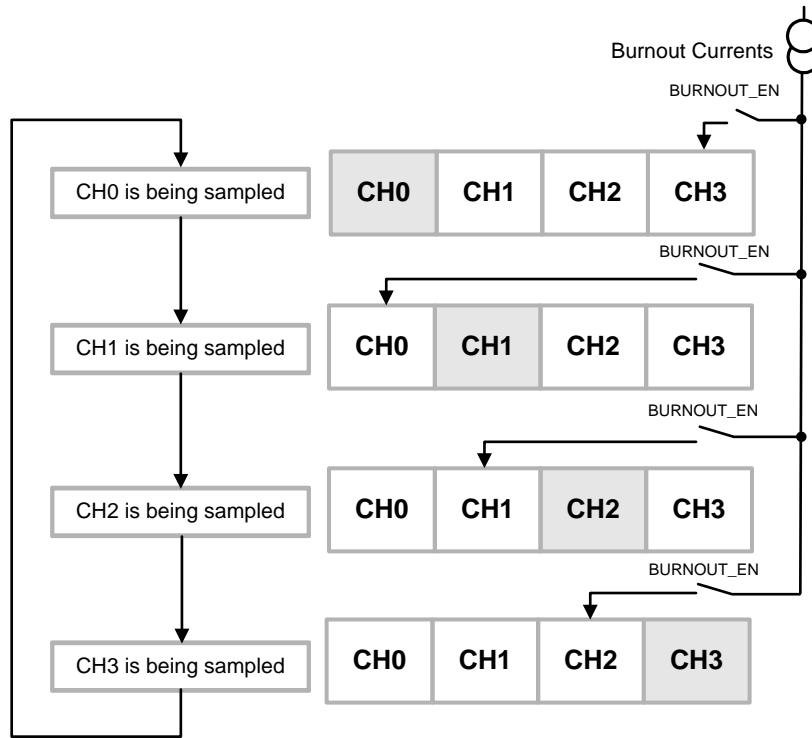 Burnout Currents
BURNOUT_EN
CH0 is being sampled
CH0 CH1 CH2 CH3
BURNOUT_EN
CH1 is being sampled
CH0 CH1 CH2 CH3
BURNOUT_EN
CH2 is being sampled
CH0 CH1 CH2 CH3
BURNOUT_EN
CH3 is being sampled
CH0 CH1 CH2 CH3